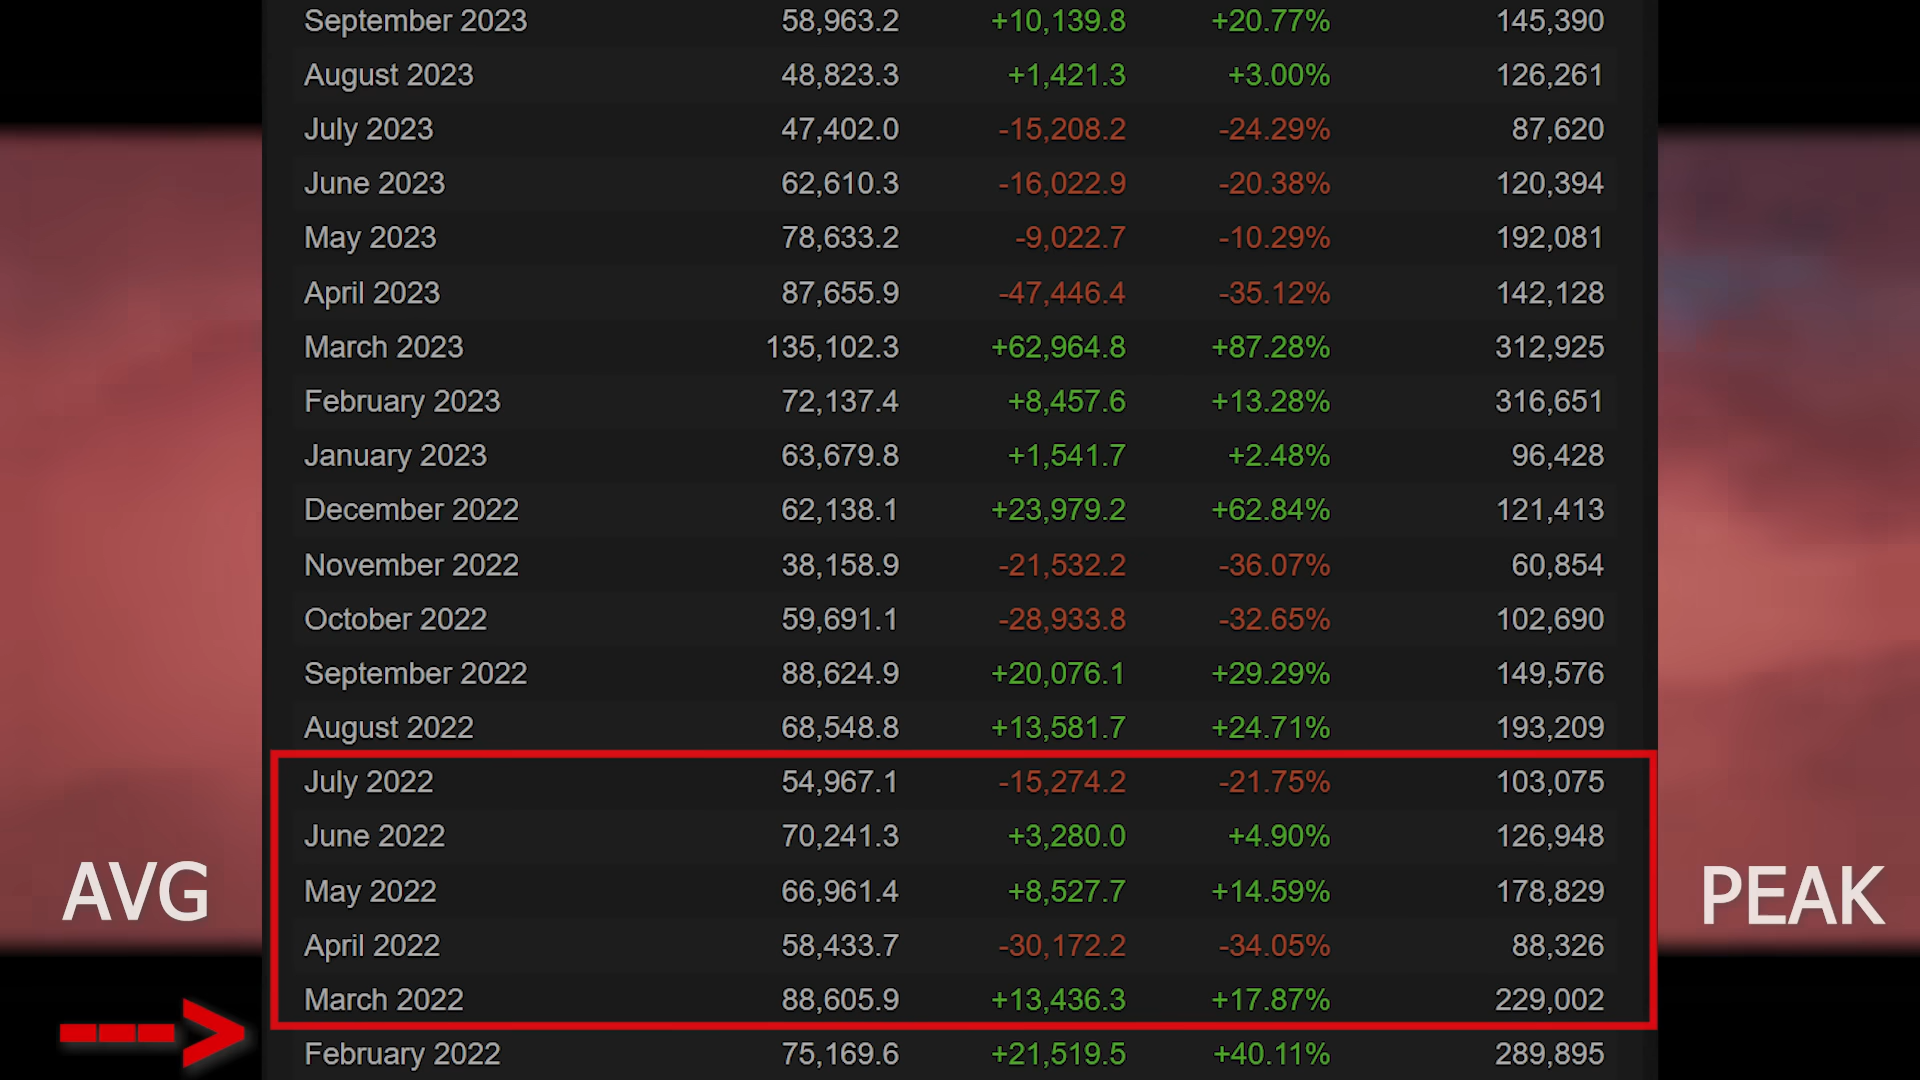 September 2023 58,963.2 +10,139.8 +20.77% 145,390
August 2023 48,823.3 +1,421.3 +3.00% 126,261
July 2023 47,402.0 -15,208.2 -24.29% 87,620
June 2023 62,610.3 -16,022.9 -20.38% 120,394
May 2023 78,633.2 -9,022.7 -10.29% 192,081
April 2023 87,655.9 -47,446.4 -35.12% 142,128
March 2023 135,102.3 +62,964.8 +87.28% 312,925
February 2023 72,137.4 +8,457.6 +13.28% 316,651
January 2023 63,679.8 +1,541.7 +2.48% 96,428
December 2022 62,138.1 +23,979.2 +62.84% 121,413
November 2022 38,158.9 -21,532.2 -36.07% 60,854
October 2022 59,691.1 -28,933.8 -32.65% 102,690
September 2022 88,624.9 +20,076.1 +29.29% 149,576
August 2022 68,548.8 +13,581.7 +24.71% 193,209
July 2022 54,967.1 -15,274.2 -21.75% 103,075
June 2022 70,241.3 +3,280.0 +4.90% 126,948
AVG May 2022 66,961.4 +8,527.7 +14.59% 178,829 PEAK
April 2022 58,433.7 -30,172.2 -34.05% 88,326
March 2022 88,605.9 +13,436.3 +17.87% 229,002
February 2022 75,169.6 +21,519.5 +40.11% 289,895